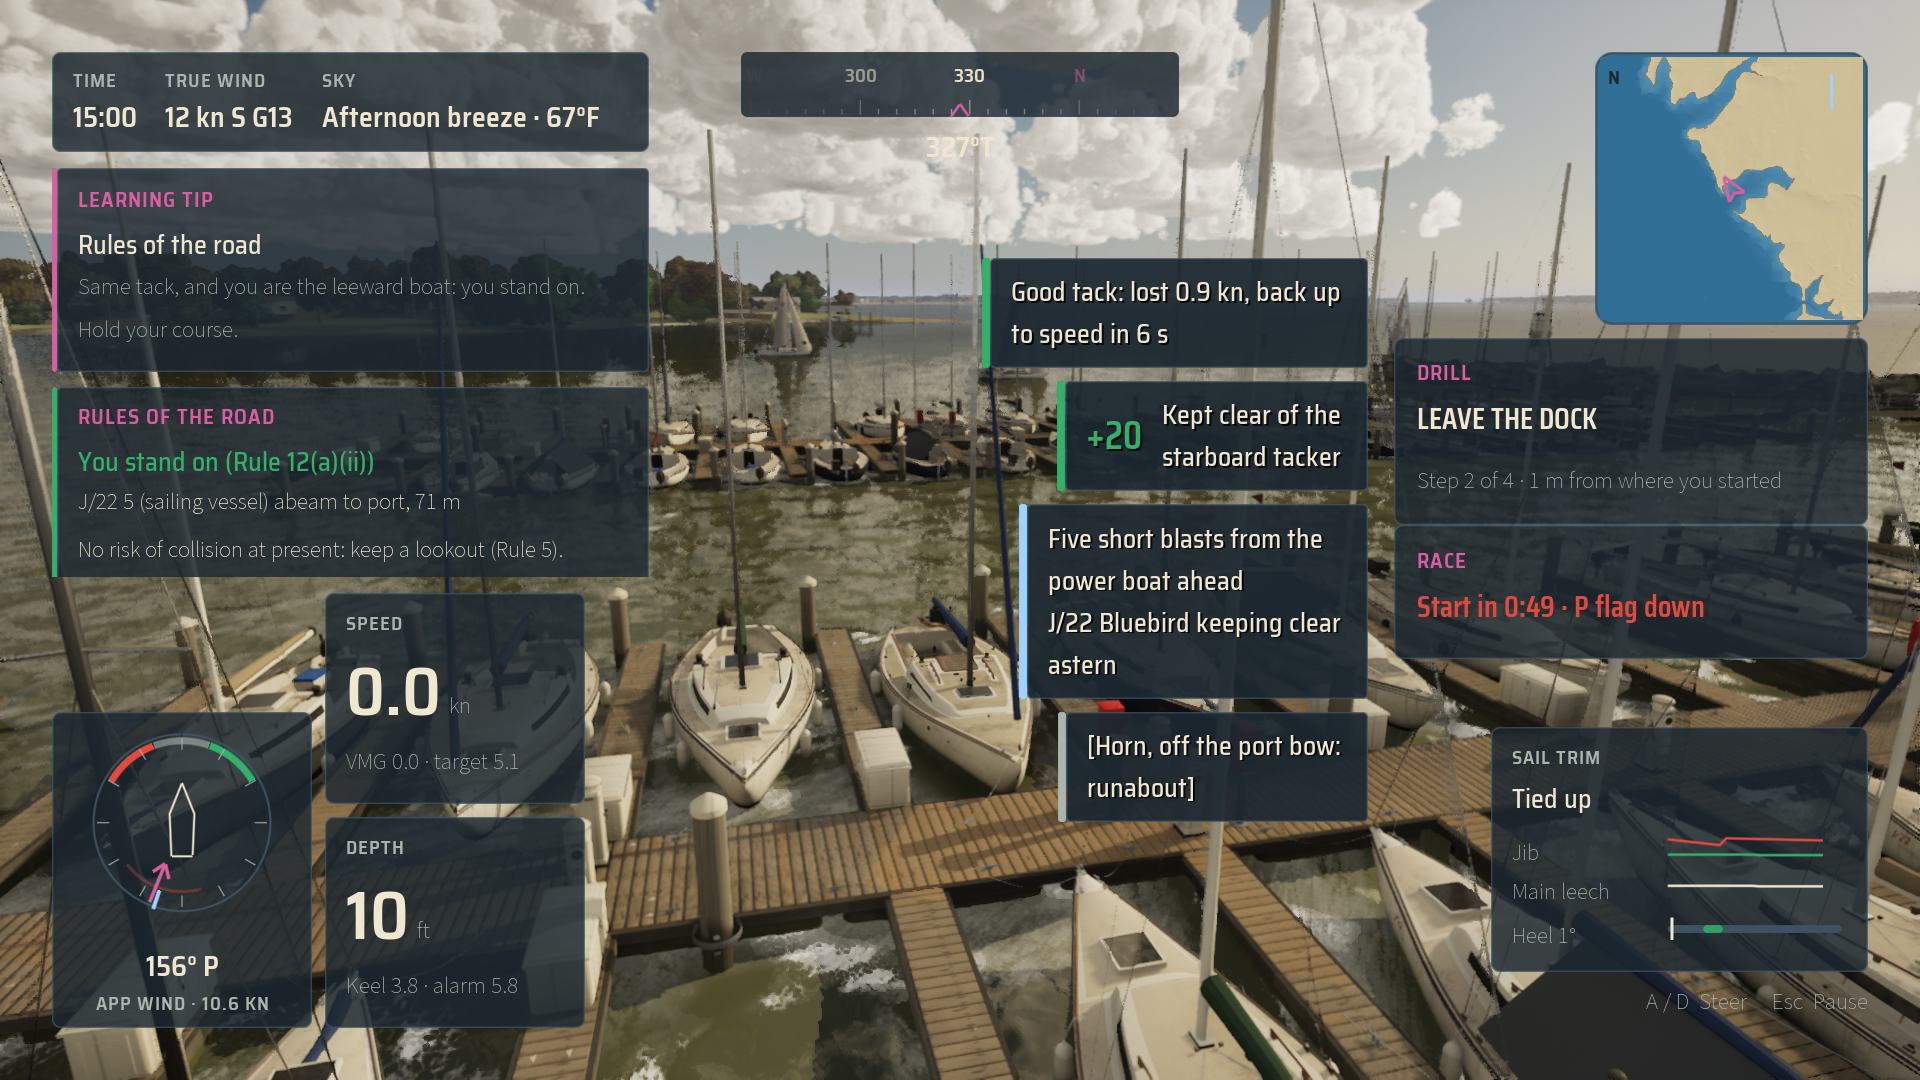 TIME TRUE WIND SKY
15:00 12 kn S G13 Afternoon breeze · 67°F
LEARNING TIP
Rules of the road
Same tack, and you are the leeward boat: you stand on.
Hold your course.
RULES OF THE ROAD
You stand on (Rule 12(a)(ii))
J/22 5 (sailing vessel) abeam to port, 71 m
No risk of collision at present: keep a lookout (Rule 5).
SPEED
0.0 kn
VMG 0.0 · target 5.1
DEPTH
10 ft
Keel 3.8 · alarm 5.8
156° P
APP WIND · 10.6 KN
W 300 330 N
327°T
Good tack: lost 0.9 kn, back up
to speed in 6 s
+20 Kept clear of the
starboard tacker
Five short blasts from the
power boat ahead
J/22 Bluebird keeping clear
astern
[Horn, off the port bow:
runabout]
N
DRILL
LEAVE THE DOCK
Step 2 of 4 · 1 m from where you started
RACE
Start in 0:49 · P flag down
SAIL TRIM
Tied up
Jib
Main leech
Heel 1°
A / D Steer Esc Pause